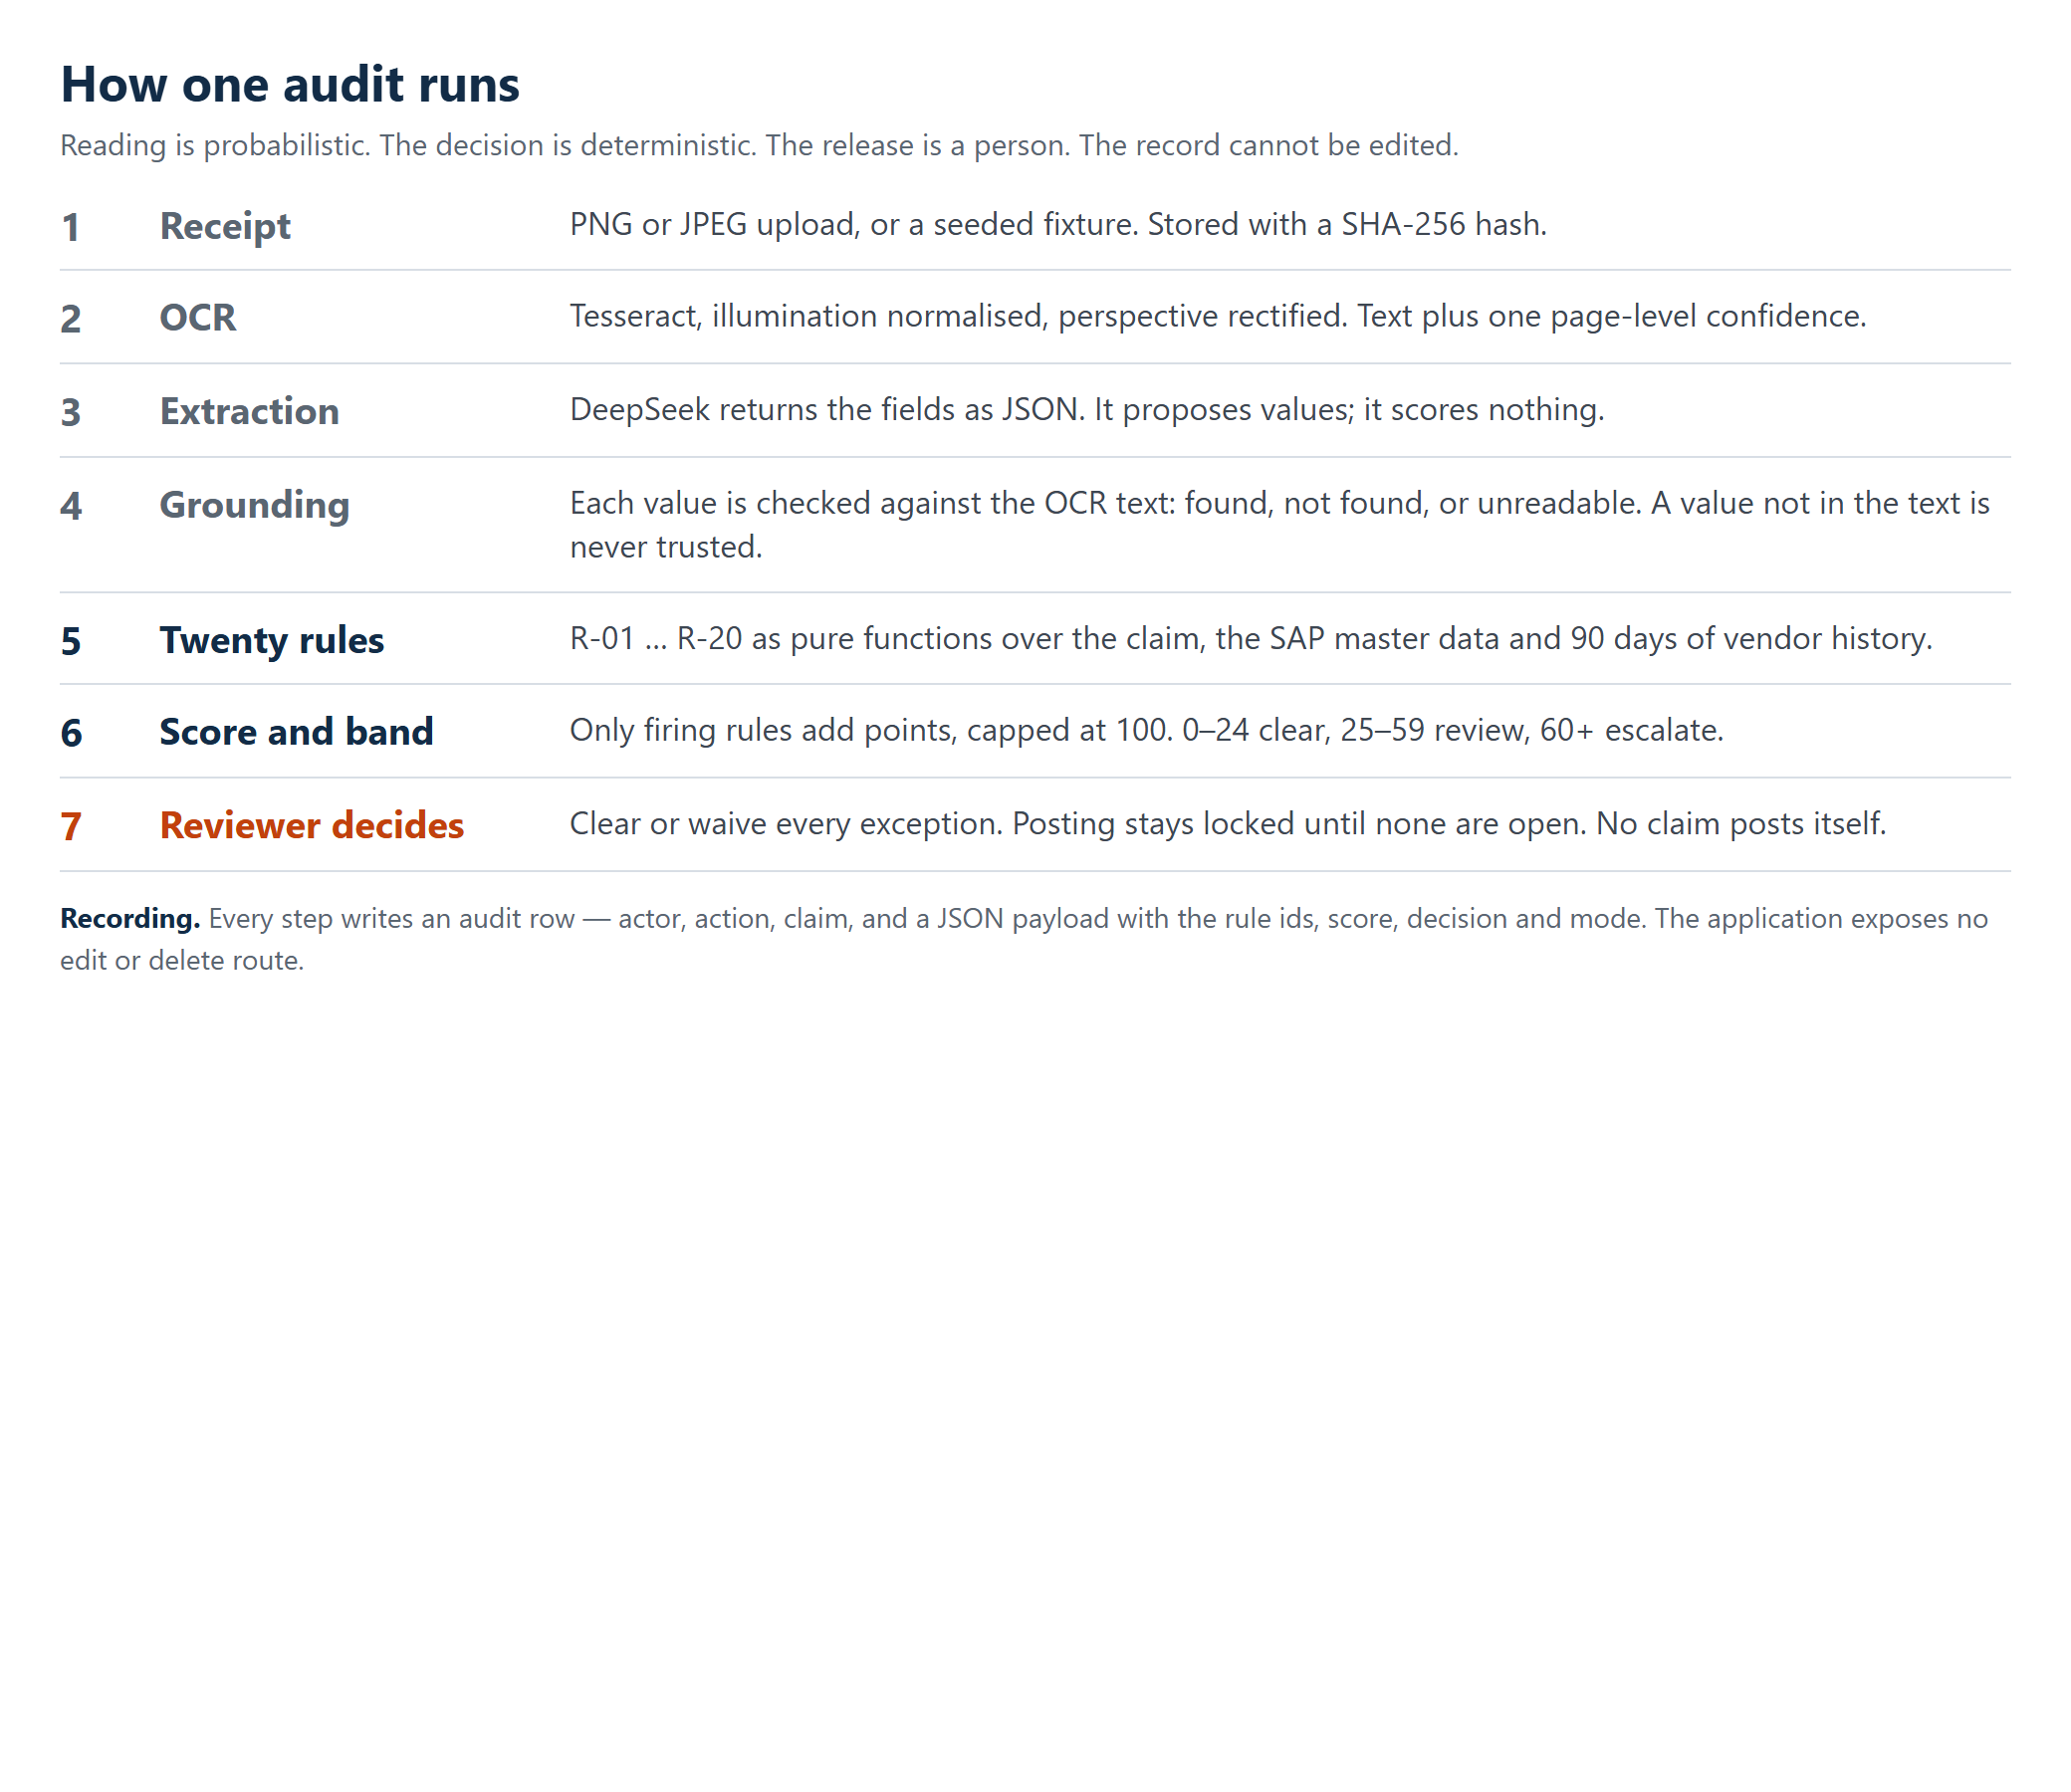 How one audit runs
Reading is probabilistic. The decision is deterministic. The release is a person. The record cannot be edited.
1 Receipt PNG or JPEG upload, or a seeded fixture. Stored with a SHA-256 hash.
2 OCR Tesseract, illumination normalised, perspective rectified. Text plus one page-level confidence.
3 Extraction DeepSeek returns the fields as JSON. It proposes values; it scores nothing.
4 Grounding Each value is checked against the OCR text: found, not found, or unreadable. A value not in the text is
never trusted.
5 Twenty rules R-01 … R-20 as pure functions over the claim, the SAP master data and 90 days of vendor history.
6 Score and band Only firing rules add points, capped at 100. 0–24 clear, 25–59 review, 60+ escalate.
7 Reviewer decides Clear or waive every exception. Posting stays locked until none are open. No claim posts itself.
Recording. Every step writes an audit row — actor, action, claim, and a JSON payload with the rule ids, score, decision and mode. The application exposes no
edit or delete route.